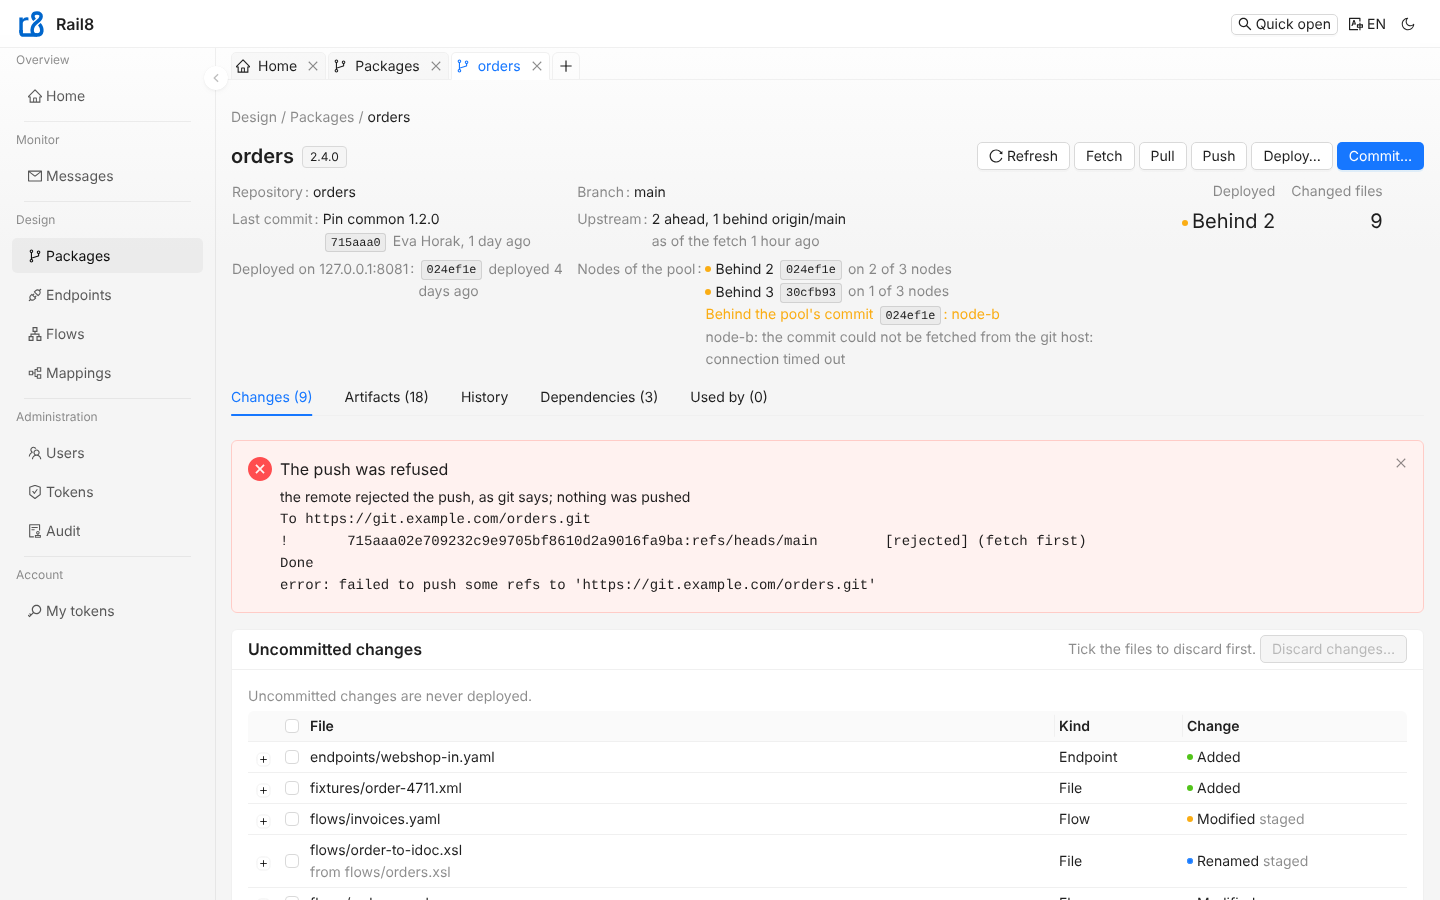 Rail8
Quick open
EN
Overview
Home
Monitor
Messages
Design
Packages
Endpoints
Flows
Mappings
Administration
Users
Tokens
Audit
Account
My tokens
Home
Packages
orders
Design / Packages / orders
orders 2.4.0
Refresh
Fetch
Pull
Push
Deploy...
Commit...
Repository: orders
Branch: main
Last commit: Pin common 1.2.0
715aaa0 Eva Horak, 1 day ago
Upstream: 2 ahead, 1 behind origin/main
as of the fetch 1 hour ago
Deployed on 127.0.0.1:8081: 024ef1e deployed 4
days ago
Nodes of the pool: Behind 2 024ef1e on 2 of 3 nodes
Behind 3 30cfb93 on 1 of 3 nodes
Behind the pool's commit 024ef1e: node-b
node-b: the commit could not be fetched from the git host:
connection timed out
Deployed
Behind 2
Changed files
9
Changes (9)
Artifacts (18)
History
Dependencies (3)
Used by (0)
The push was refused
the remote rejected the push, as git says; nothing was pushed
To https://git.example.com/orders.git
! 715aaa02e709232c9e9705bf8610d2a9016fa9ba:refs/heads/main [rejected] (fetch first)
Done
error: failed to push some refs to 'https://git.example.com/orders.git'
Uncommitted changes
Tick the files to discard first.
Discard changes...
Uncommitted changes are never deployed.
File Kind Change
endpoints/webshop-in.yaml Endpoint Added
fixtures/order-4711.xml File Added
flows/invoices.yaml Flow Modified staged
flows/order-to-idoc.xsl File Renamed staged
from flows/orders.xsl